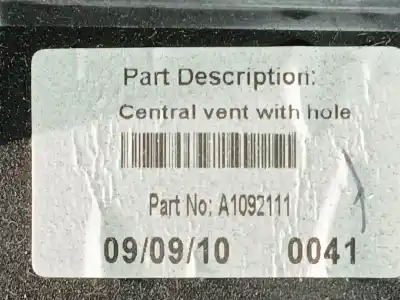 Part Description:
Central vent with hole
Part No: A1092111
09/09/10 0041